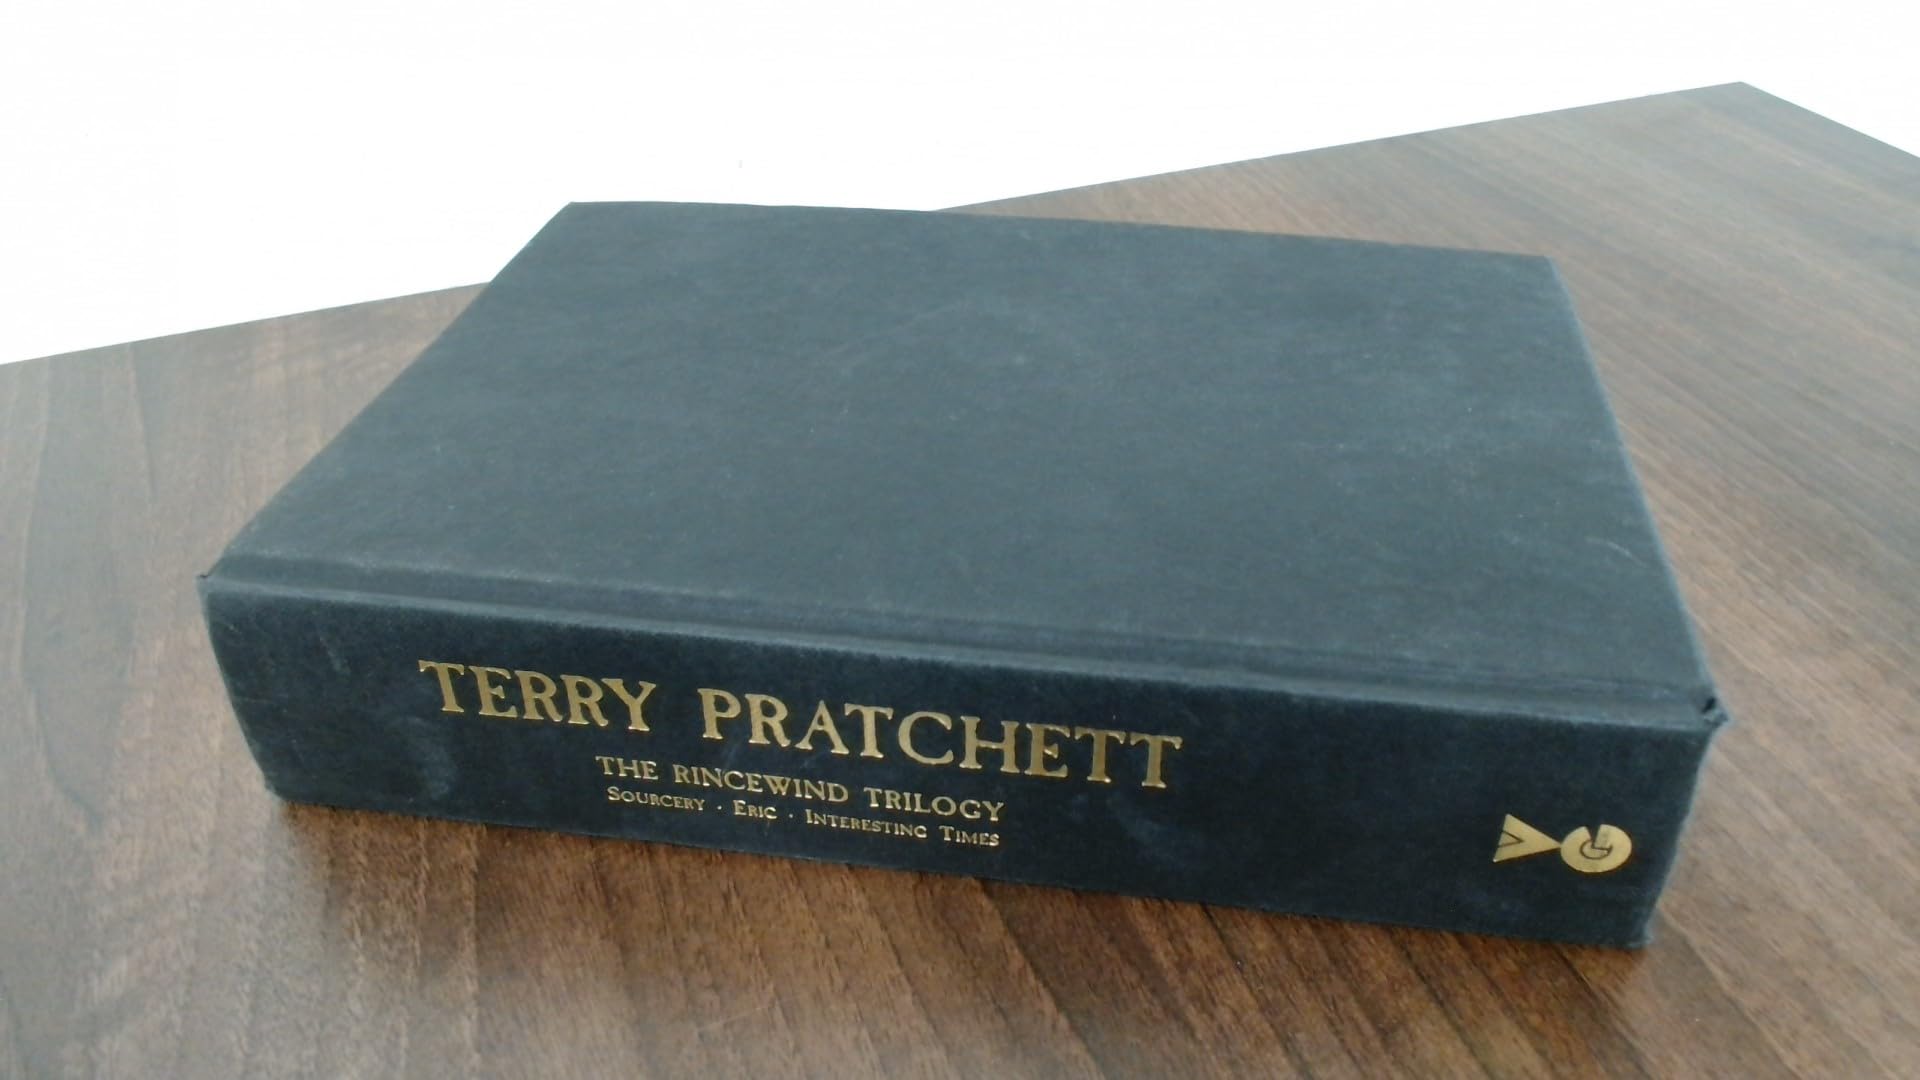 TERRY PRATCHETT
THE RINCEWIND TRILOGY
SOURCERY · ERIC · INTERESTING TIMES